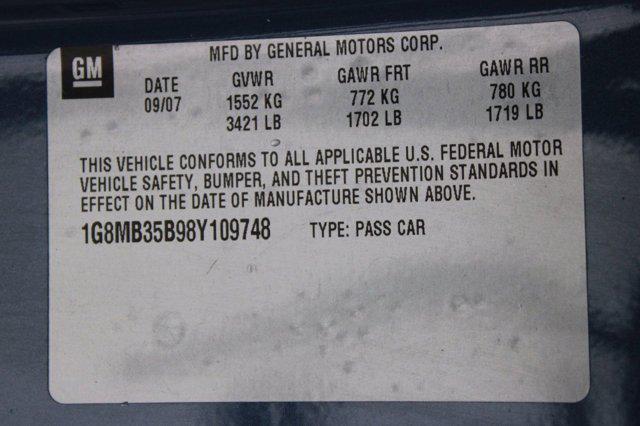 GM MFD BY GENERAL MOTORS CORP.
DATE GVWR GAWR FRT GAWR RR
09/07 1552 KG 772 KG 780 KG
3421 LB 1702 LB 1719 LB
THIS VEHICLE CONFORMS TO ALL APPLICABLE U.S. FEDERAL MOTOR
VEHICLE SAFETY, BUMPER, AND THEFT PREVENTION STANDARDS IN
EFFECT ON THE DATE OF MANUFACTURE SHOWN ABOVE.
1G8MB35B98Y109748 TYPE: PASS CAR